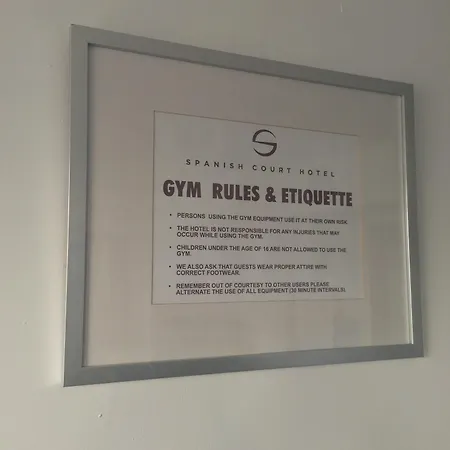 S
SPANISH COURT HOTEL
GYM RULES & ETIQUETTE
• PERSONS USING THE GYM EQUIPMENT USE IT AT THEIR OWN RISK.
• THE HOTEL IS NOT RESPONSIBLE FOR ANY INJURIES THAT MAY
OCCUR WHILE USING THE GYM.
• CHILDREN UNDER THE AGE OF 16 ARE NOT ALLOWED TO USE THE
GYM.
• WE ALSO ASK THAT GUESTS WEAR PROPER ATTIRE WITH
CORRECT FOOTWEAR.
• REMEMBER OUT OF COURTESY TO OTHER USERS PLEASE
ALTERNATE THE USE OF ALL EQUIPMENT (30 MINUTE INTERVALS).